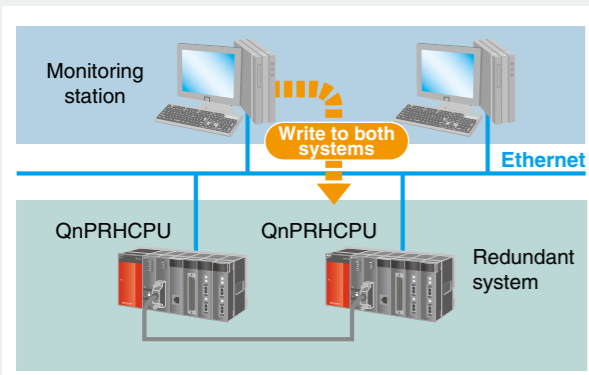 Monitoring
station
Write to both
systems
Ethernet
QnPRHCPU
QnPRHCPU
Redundant
system